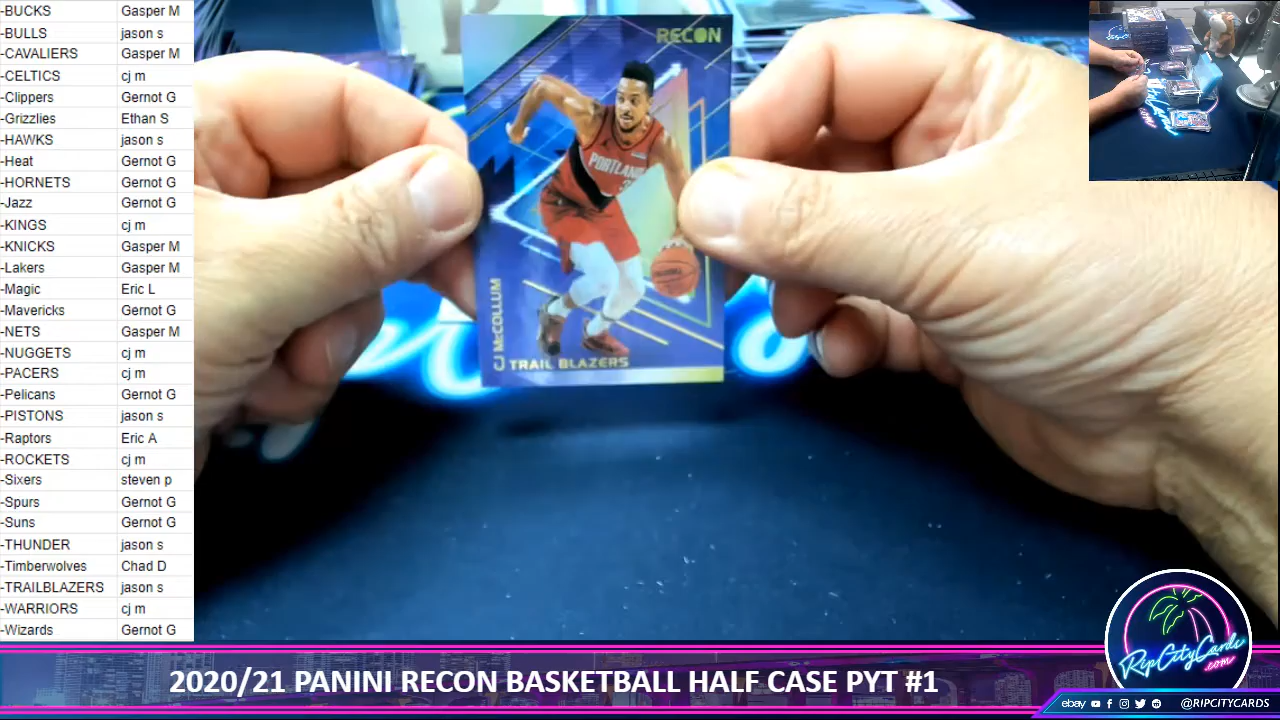 -BUCKS Gasper M
-BULLS jason s
-CAVALIERS Gasper M
-CELTICS cj m
-Clippers Gernot G
-Grizzlies Ethan S
-HAWKS jason s
-Heat Gernot G
-HORNETS Gernot G
-Jazz Gernot G
-KINGS cj m
-KNICKS Gasper M
-Lakers Gasper M
-Magic Eric L
-Mavericks Gernot G
-NETS Gasper M
-NUGGETS cj m
-PACERS cj m
-Pelicans Gernot G
-PISTONS jason s
-Raptors Eric A
-ROCKETS cj m
-Sixers steven p
-Spurs Gernot G
-Suns Gernot G
-THUNDER jason s
-Timberwolves Chad D
-TRAILBLAZERS jason s
-WARRIORS cj m
-Wizards Gernot G
RECON
PORTLAND
CJ McCOLLUM
TRAIL BLAZERS
2020/21 PANINI RECON BASKETBALL HALF CASE PYT #1
RipCityCards
.com
ebay @RIPCITYCARDS